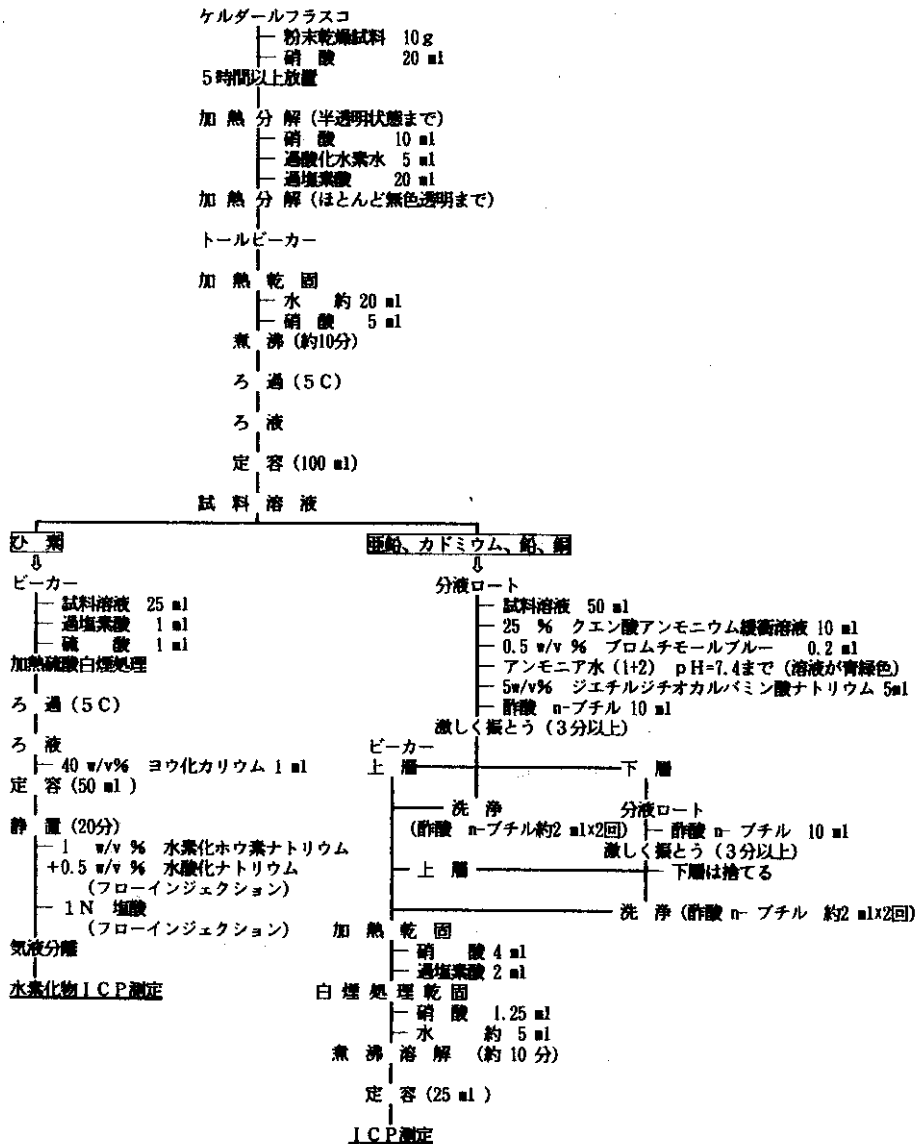 ケルダールフラスコ
粉末乾燥試料 10g
硝酸 20 ml
5時間以上放置
加熱分解(半透明状態まで)
硝酸 10 ml
過酸化水素水 5 ml
過塩素酸 20 ml
加熱分解(ほとんど無色透明まで)
トールビーカー
加熱乾固
水 約20 ml
硝酸 5 ml
煮沸(約10分)
ろ過(5C)
ろ液
定容(100 ml)
試料溶液
ひ素
ビーカー
試料溶液 25 ml
過塩素酸 1 ml
硫酸 1 ml
加熱硫酸白煙処理
ろ過(5C)
ろ液
40 w/v% ヨウ化カリウム 1 ml
定容(50 ml)
静置(20分)
1 w/v % 水素化ホウ素ナトリウム
+0.5 w/v % 水酸化ナトリウム
(フローインジェクション)
1N 塩酸
(フローインジェクション)
気液分離
水素化物ICP測定
亜鉛、カドミウム、鉛、銅
分液ロート
試料溶液 50 ml
25 % クエン酸アンモニウム緩衝溶液 10 ml
0.5 w/v % ブロムチモールブルー 0.2 ml
アンモニア水(1+2) pH=7.4まで(溶液が青緑色)
5w/v% ジエチルジチオカルバミン酸ナトリウム 5ml
酢酸 n-ブチル 10 ml
激しく振とう(3分以上)
ビーカー
上層 下層
洗浄 分液ロート
(酢酸 n-ブチル約2 ml×2回) 酢酸 n-ブチル 10 ml
激しく振とう(3分以上)
上層 下層は捨てる
洗浄(酢酸 n-ブチル 約2 ml×2回)
加熱乾固
硝酸 4 ml
過塩素酸 2 ml
白煙処理乾固
硝酸 1.25 ml
水 約 5 ml
煮沸溶解 (約10分)
定容(25 ml)
ICP測定